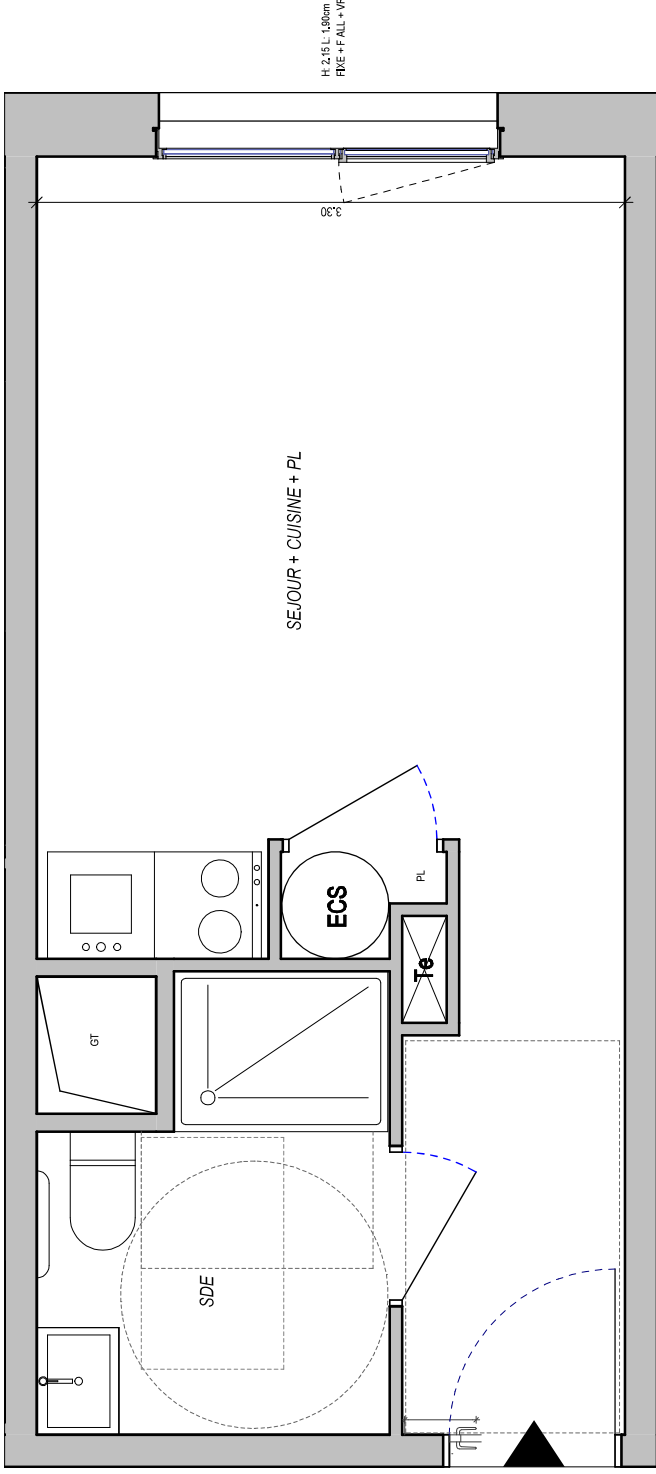 H: 2.15 L: 1.90cm
FIXE + F ALL + VR
3.30
SEJOUR + CUISINE + PL
ECS
PL
Te
GT
SDE